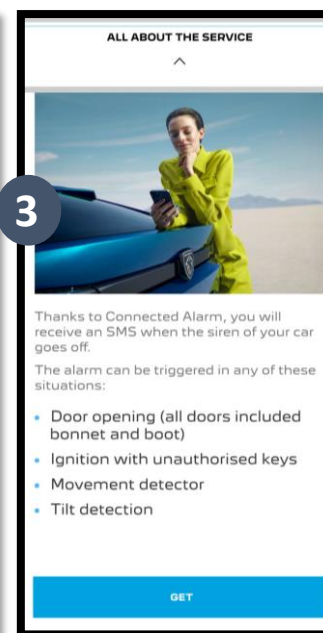 ALL ABOUT THE SERVICE
3
Thanks to Connected Alarm, you will
receive an SMS when the siren of your car
goes off.
The alarm can be triggered in any of these
situations:
• Door opening (all doors included
bonnet and boot)
• Ignition with unauthorised keys
• Movement detector
• Tilt detection
GET